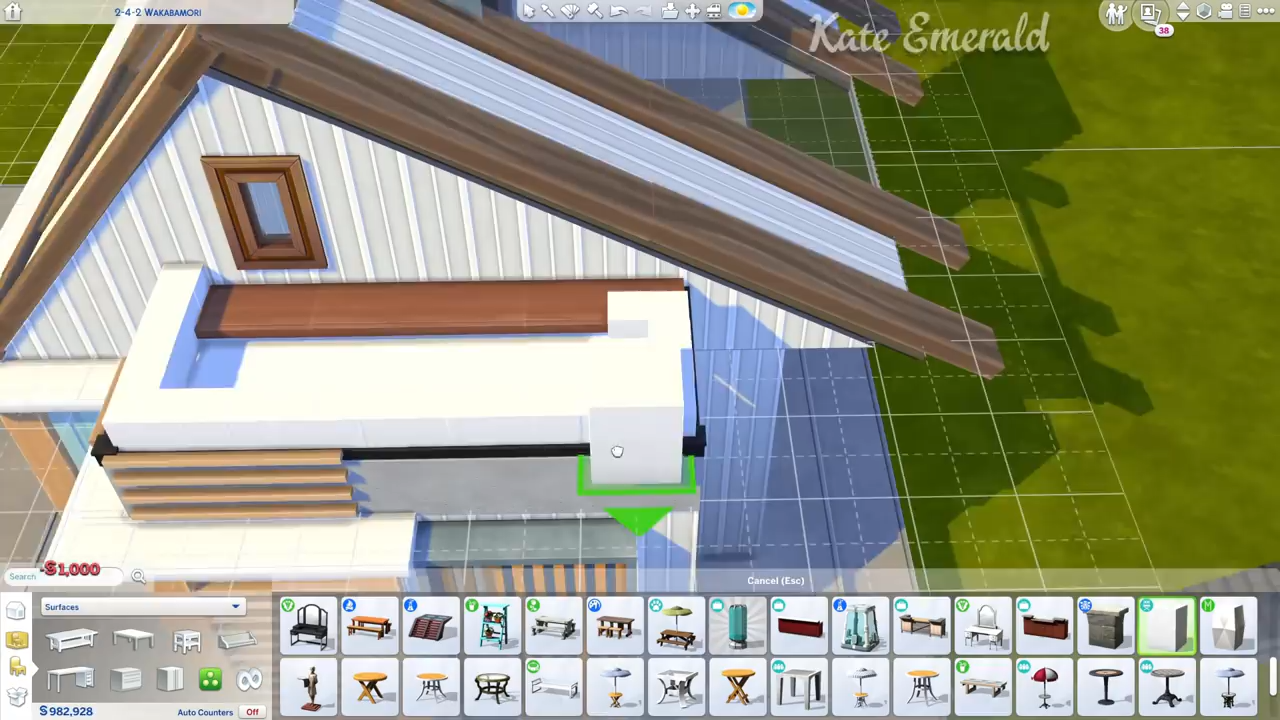 2-4-2 WAKABAMORI
Kate Emerald
38
Search
-§1,000
Cancel (Esc)
Surfaces
§982,928
Auto Counters
Off